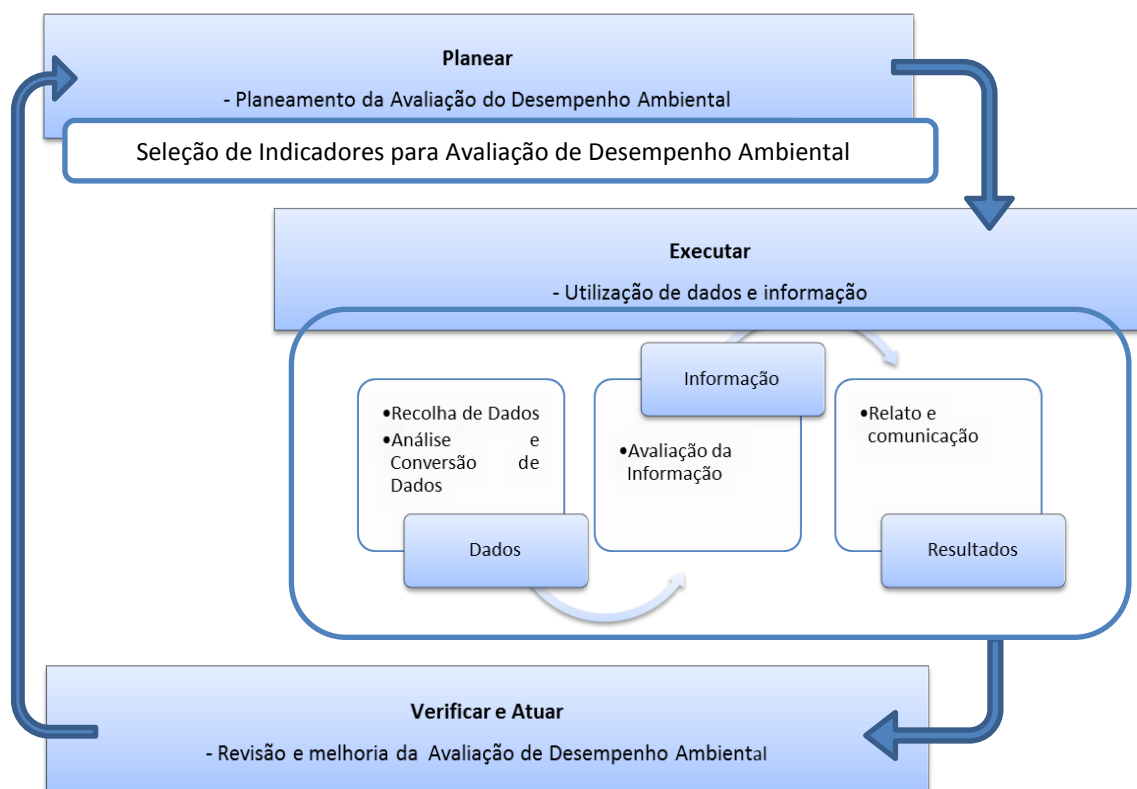 Planear
- Planeamento da Avaliação do Desempenho Ambiental
Seleção de Indicadores para Avaliação de Desempenho Ambiental
Executar
- Utilização de dados e informação
•Recolha de Dados
•Análise e
Conversão de
Dados
Dados
Informação
•Avaliação da
Informação
•Relato e
comunicação
Resultados
Verificar e Atuar
- Revisão e melhoria da Avaliação de Desempenho Ambiental